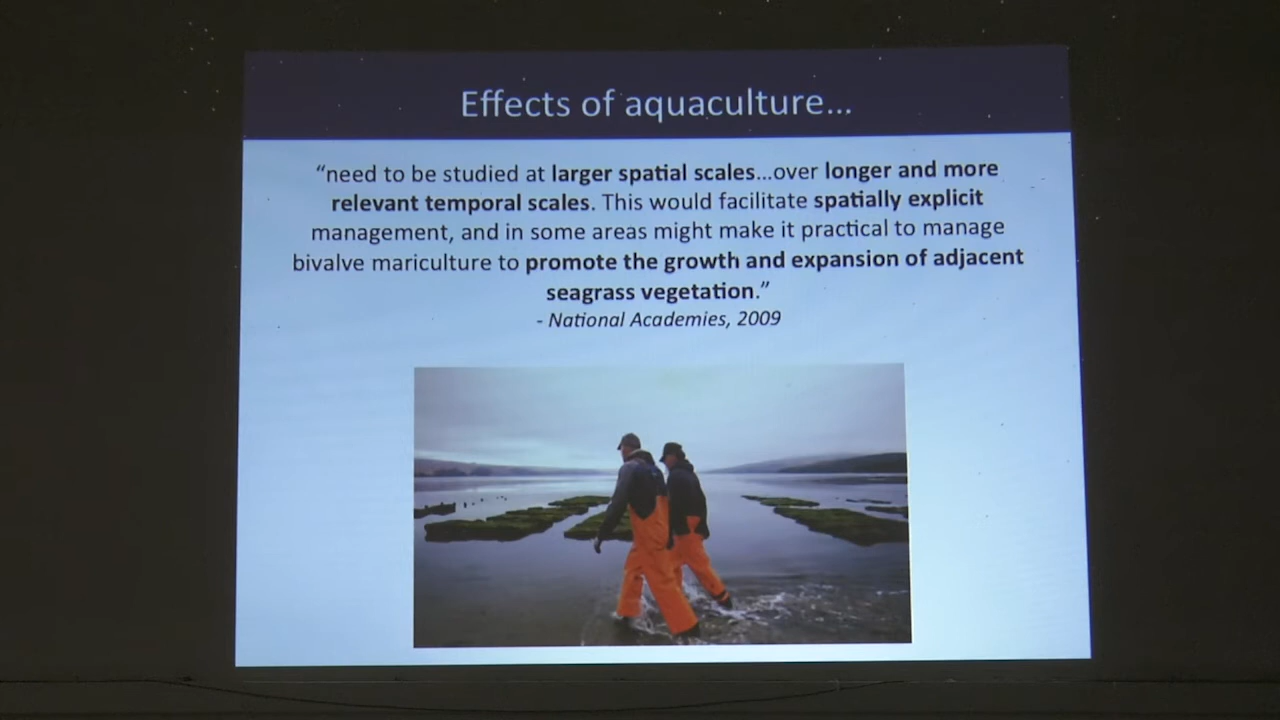 Effects of aquaculture...
“need to be studied at larger spatial scales...over longer and more
relevant temporal scales. This would facilitate spatially explicit
management, and in some areas might make it practical to manage
bivalve mariculture to promote the growth and expansion of adjacent
seagrass vegetation.”
- National Academies, 2009